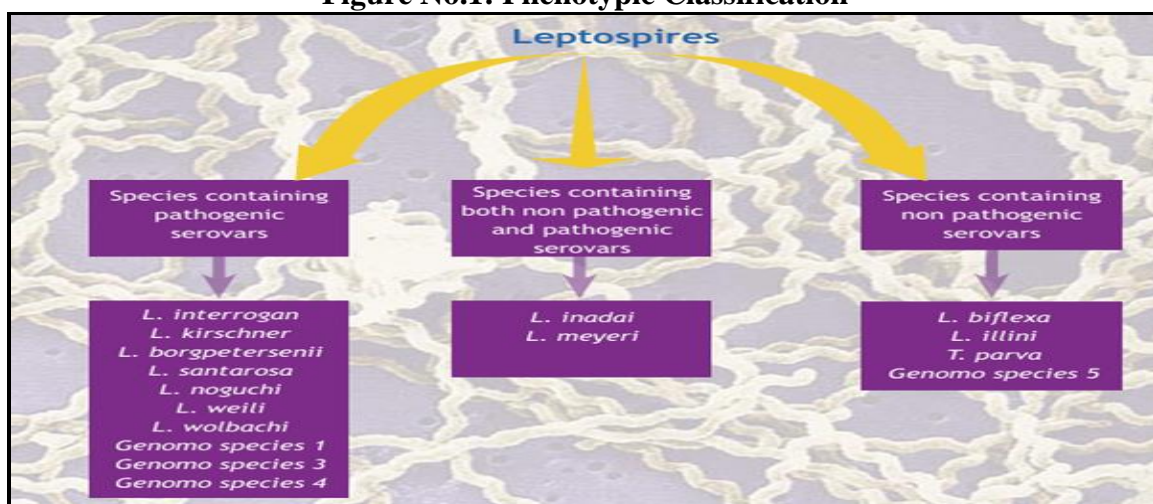 Figure No.1: Phenotypic Classification
Leptospires
Species containing
pathogenic
serovars
L. interrogan
L. kirschner
L. borgpetersenii
L. santarosa
L. noguchi
L. weili
L. wolbachi
Genomo species 1
Genomo species 3
Genomo species 4
Species containing
both non pathogenic
and pathogenic
serovars
L. inadai
L. meyeri
Species containing
non pathogenic
serovars
L. biflexa
L. illini
T. parva
Genomo species 5